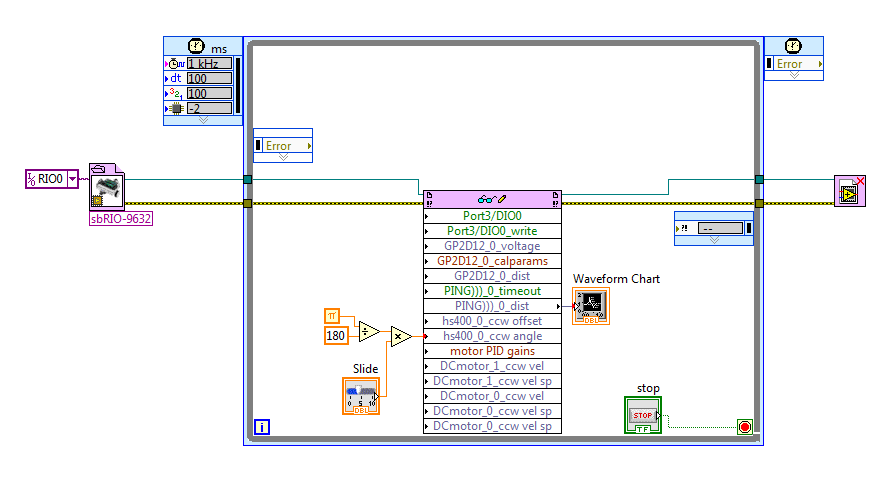 ms
1 kHz
dt 100
321 100
-2
Error
Error
I/O RIO0
sbRIO-9632
?!
?!
Port3/DIO0
Port3/DIO0_write
GP2D12_0_voltage
GP2D12_0_calparams
GP2D12_0_dist
PING)))_0_timeout
PING)))_0_dist
hs400_0_ccw offset
hs400_0_ccw angle
motor PID gains
DCmotor_1_ccw vel
DCmotor_1_ccw vel sp
DCmotor_0_ccw vel
DCmotor_0_ccw vel sp
DCmotor_0_ccw vel sp
?! --
Waveform Chart
DBL
π
180
÷
×
Slide
0 5 10
DBL
stop
STOP
TF
i